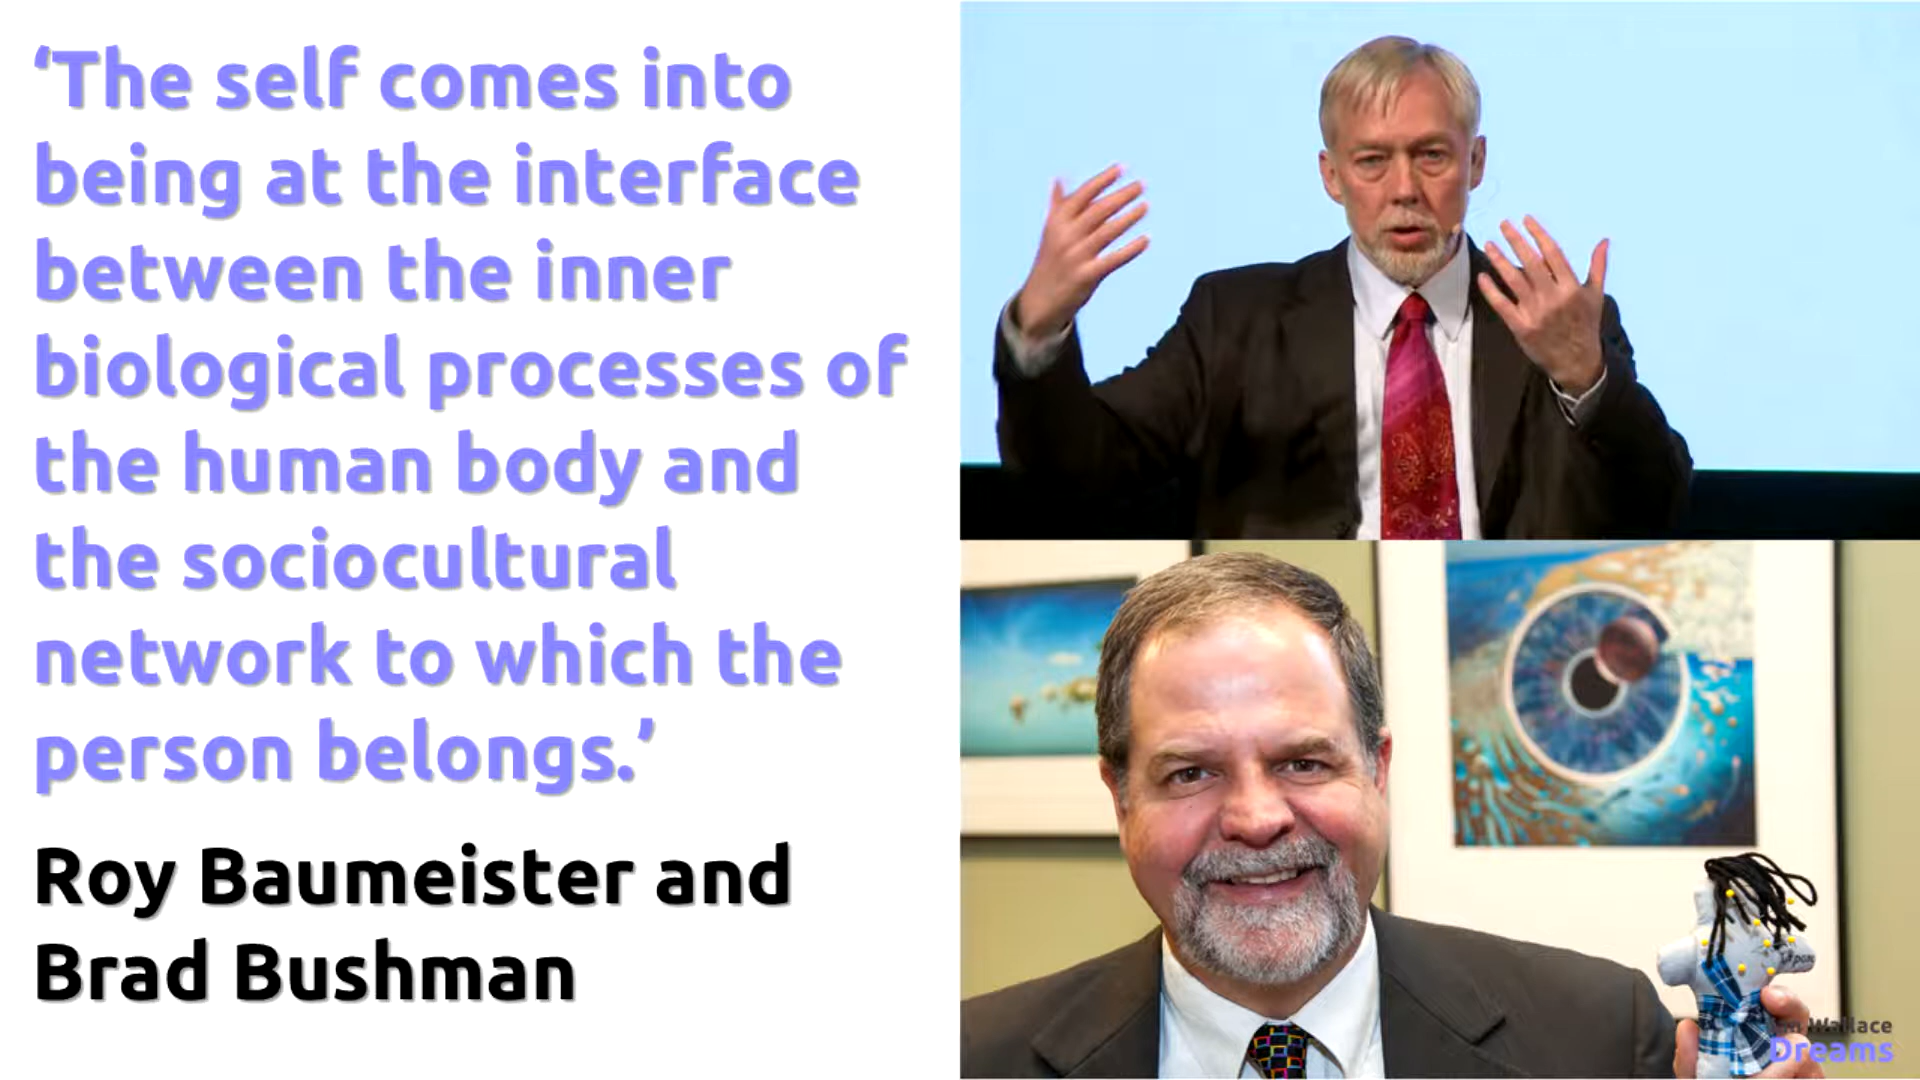 ‘The self comes into
being at the interface
between the inner
biological processes of
the human body and
the sociocultural
network to which the
person belongs.’
Roy Baumeister and
Brad Bushman
Wallace
Dreams